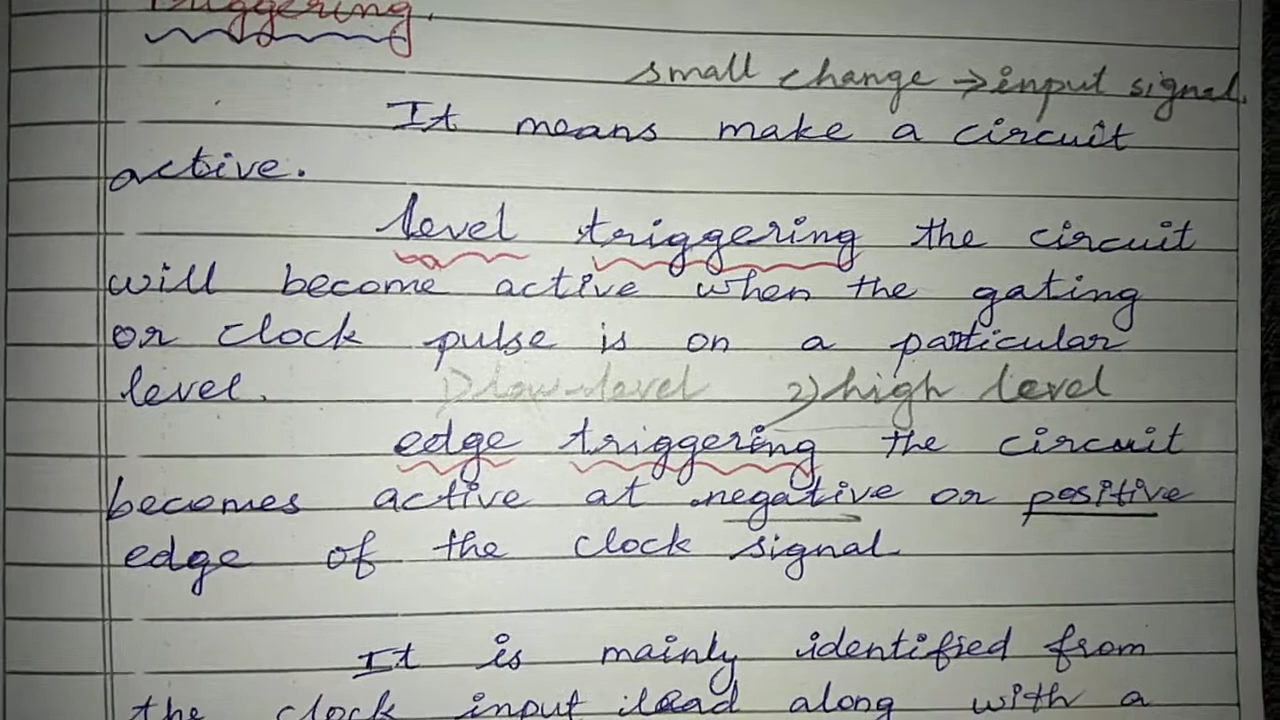 Triggering.
small change → input signal.
It means make a circuit
active.
level triggering the circuit
will become active when the gating
or clock pulse is on a particular
level. 1) low-level 2) high level
edge triggering the circuit
becomes active at negative or positive
edge of the clock signal
It is mainly identified from
the clock input lead along with a